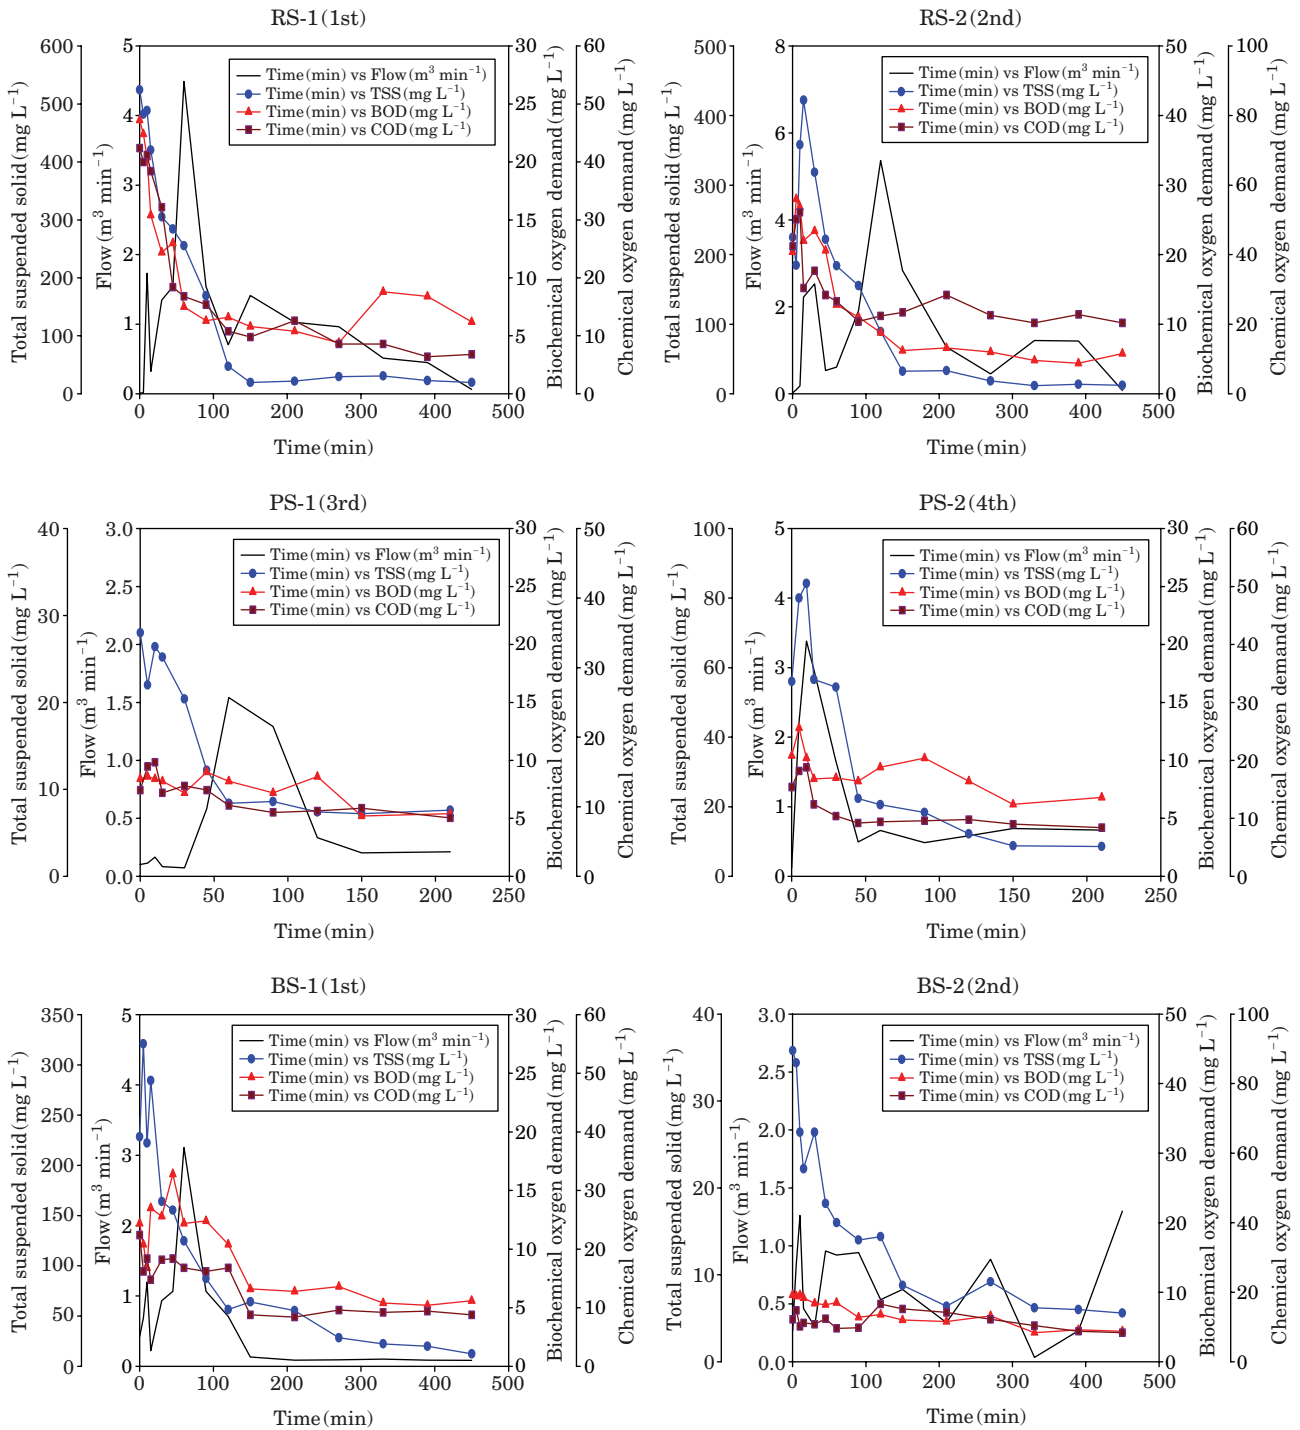 RS-1 (1st)
600
500
400
300
200
100
0
Total suspended solid (mg L⁻¹)
5
4
3
2
1
0
Flow (m³ min⁻¹)
Time (min) vs Flow (m³ min⁻¹)
Time (min) vs TSS (mg L⁻¹)
Time (min) vs BOD (mg L⁻¹)
Time (min) vs COD (mg L⁻¹)
30
25
20
15
10
5
0
Biochemical oxygen demand (mg L⁻¹)
60
50
40
30
20
10
0
Chemical oxygen demand (mg L⁻¹)
0 100 200 300 400 500
Time (min)
RS-2 (2nd)
500
400
300
200
100
0
Total suspended solid (mg L⁻¹)
8
6
4
2
0
Flow (m³ min⁻¹)
Time (min) vs Flow (m³ min⁻¹)
Time (min) vs TSS (mg L⁻¹)
Time (min) vs BOD (mg L⁻¹)
Time (min) vs COD (mg L⁻¹)
50
40
30
20
10
0
Biochemical oxygen demand (mg L⁻¹)
100
80
60
40
20
0
Chemical oxygen demand (mg L⁻¹)
0 100 200 300 400 500
Time (min)
PS-1 (3rd)
40
30
20
10
0
Total suspended solid (mg L⁻¹)
3.0
2.5
2.0
1.5
1.0
0.5
0.0
Flow (m³ min⁻¹)
Time (min) vs Flow (m³ min⁻¹)
Time (min) vs TSS (mg L⁻¹)
Time (min) vs BOD (mg L⁻¹)
Time (min) vs COD (mg L⁻¹)
30
25
20
15
10
5
0
Biochemical oxygen demand (mg L⁻¹)
50
40
30
20
10
0
Chemical oxygen demand (mg L⁻¹)
0 50 100 150 200 250
Time (min)
PS-2 (4th)
100
80
60
40
20
0
Total suspended solid (mg L⁻¹)
5
4
3
2
1
0
Flow (m³ min⁻¹)
Time (min) vs Flow (m³ min⁻¹)
Time (min) vs TSS (mg L⁻¹)
Time (min) vs BOD (mg L⁻¹)
Time (min) vs COD (mg L⁻¹)
30
25
20
15
10
5
0
Biochemical oxygen demand (mg L⁻¹)
60
50
40
30
20
10
0
Chemical oxygen demand (mg L⁻¹)
0 50 100 150 200 250
Time (min)
BS-1 (1st)
350
300
250
200
150
100
50
0
Total suspended solid (mg L⁻¹)
5
4
3
2
1
0
Flow (m³ min⁻¹)
Time (min) vs Flow (m³ min⁻¹)
Time (min) vs TSS (mg L⁻¹)
Time (min) vs BOD (mg L⁻¹)
Time (min) vs COD (mg L⁻¹)
30
25
20
15
10
5
0
Biochemical oxygen demand (mg L⁻¹)
60
50
40
30
20
10
0
Chemical oxygen demand (mg L⁻¹)
0 100 200 300 400 500
Time (min)
BS-2 (2nd)
40
30
20
10
0
Total suspended solid (mg L⁻¹)
3.0
2.5
2.0
1.5
1.0
0.5
0.0
Flow (m³ min⁻¹)
Time (min) vs Flow (m³ min⁻¹)
Time (min) vs TSS (mg L⁻¹)
Time (min) vs BOD (mg L⁻¹)
Time (min) vs COD (mg L⁻¹)
50
40
30
20
10
0
Biochemical oxygen demand (mg L⁻¹)
100
80
60
40
20
0
Chemical oxygen demand (mg L⁻¹)
0 100 200 300 400 500
Time (min)